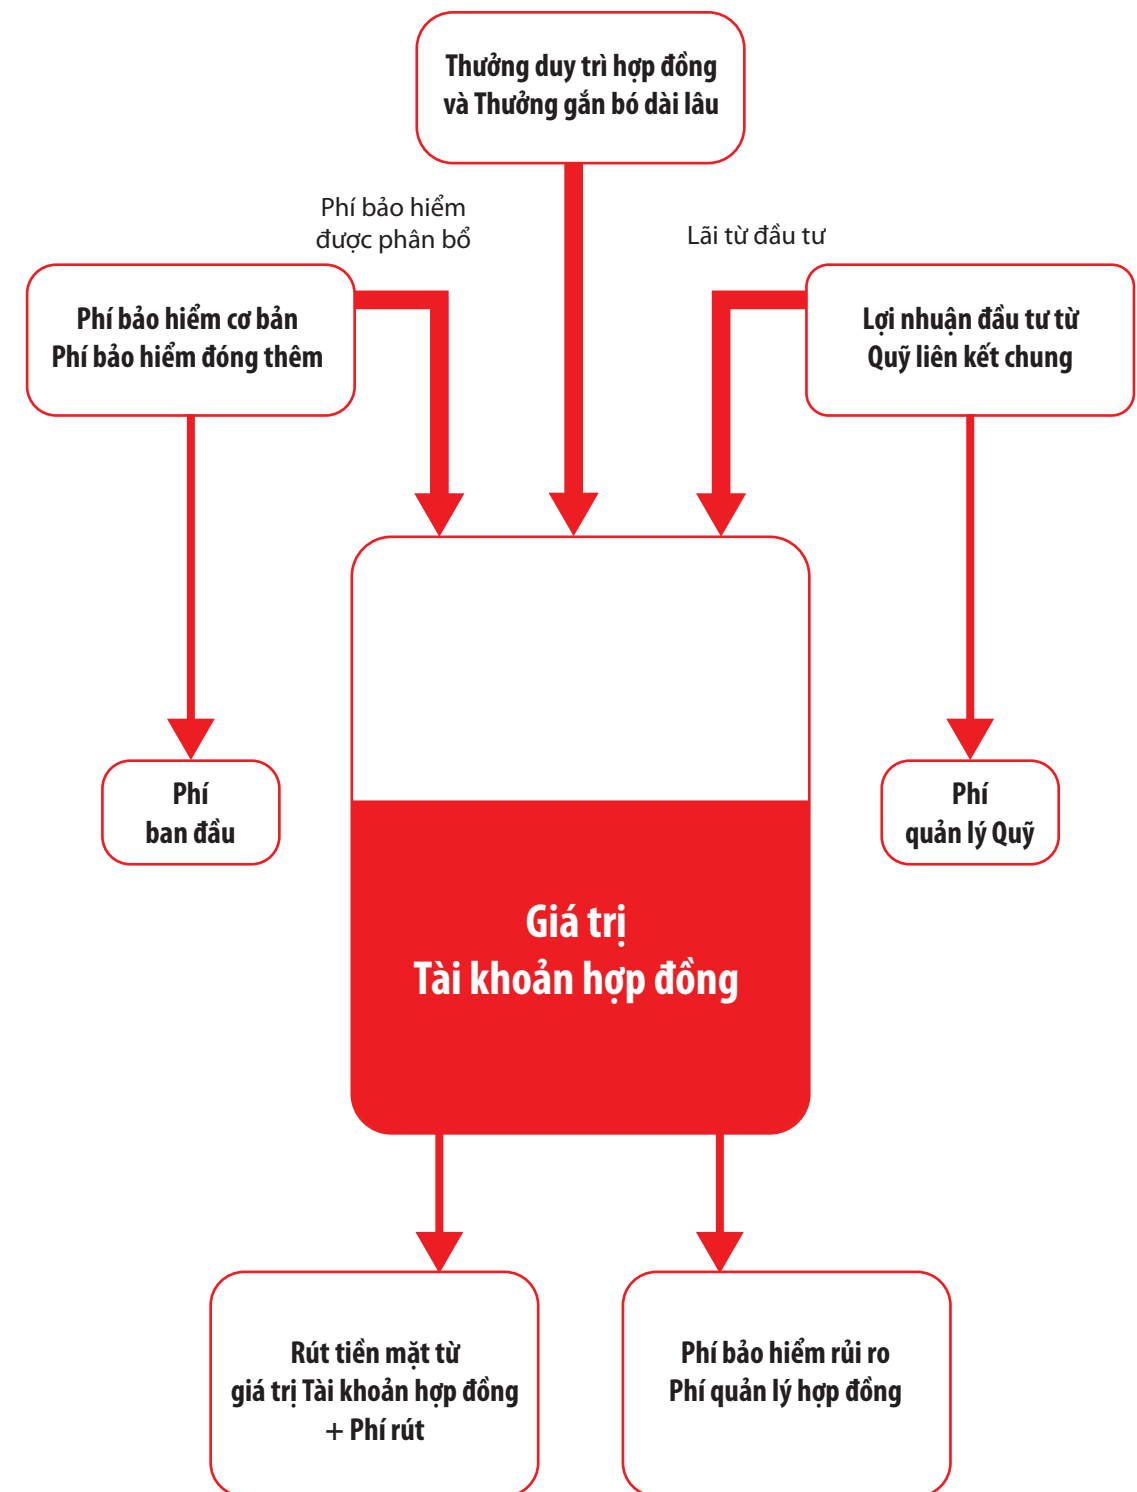 Thưởng duy trì hợp đồng
và Thưởng gắn bó dài lâu
Phí bảo hiểm
được phân bổ
Lãi từ đầu tư
Phí bảo hiểm cơ bản
Phí bảo hiểm đóng thêm
Lợi nhuận đầu tư từ
Quỹ liên kết chung
Phí
ban đầu
Phí
quản lý Quỹ
Giá trị
Tài khoản hợp đồng
Rút tiền mặt từ
giá trị Tài khoản hợp đồng
+ Phí rút
Phí bảo hiểm rủi ro
Phí quản lý hợp đồng